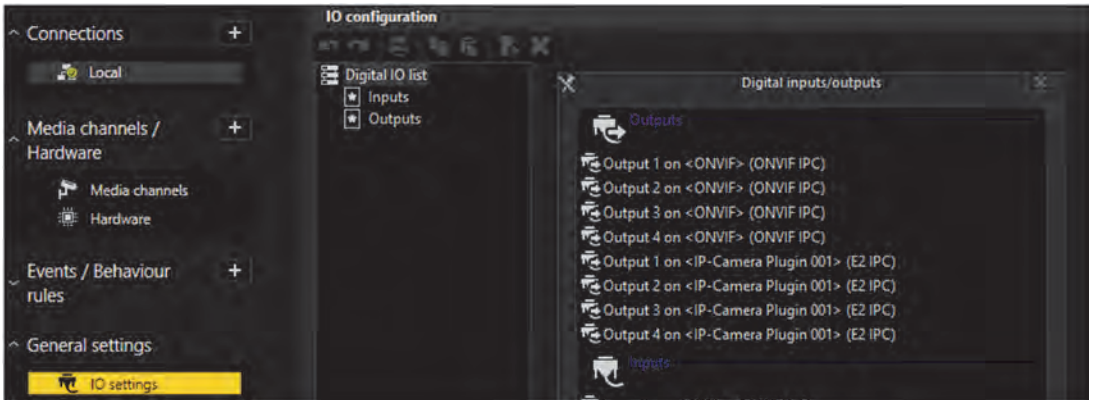 IO configuration
Connections
+
Local
Media channels /
Hardware
+
Media channels
Hardware
Events / Behaviour
rules
+
General settings
IO settings
Digital IO list
Inputs
Outputs
Digital inputs/outputs
Outputs
Output 1 on <ONVIF> (ONVIF IPC)
Output 2 on <ONVIF> (ONVIF IPC)
Output 3 on <ONVIF> (ONVIF IPC)
Output 4 on <ONVIF> (ONVIF IPC)
Output 1 on <IP-Camera Plugin 001> (E2 IPC)
Output 2 on <IP-Camera Plugin 001> (E2 IPC)
Output 3 on <IP-Camera Plugin 001> (E2 IPC)
Output 4 on <IP-Camera Plugin 001> (E2 IPC)
Inputs